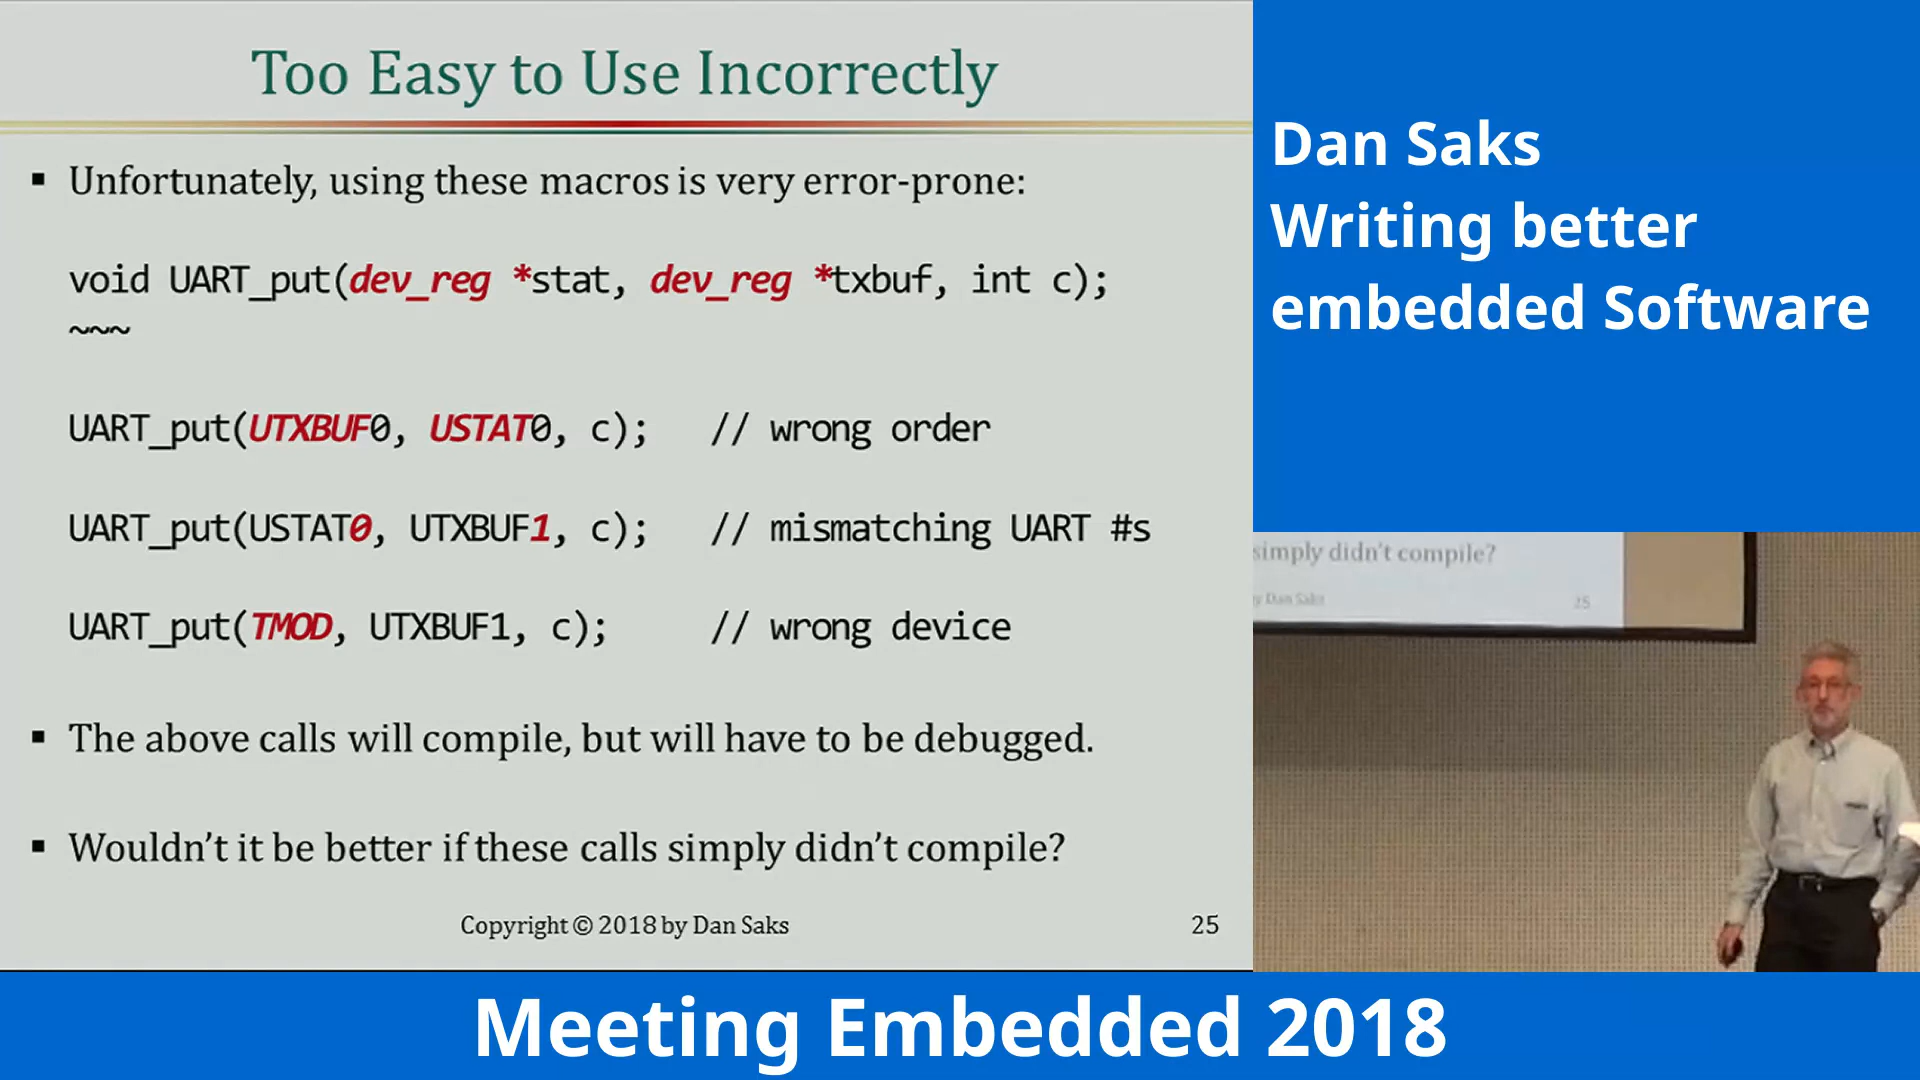 Too Easy to Use Incorrectly
▪ Unfortunately, using these macros is very error-prone:
void UART_put(dev_reg *stat, dev_reg *txbuf, int c);
~~~
UART_put(UTXBUF0, USTAT0, c); // wrong order
UART_put(USTAT0, UTXBUF1, c); // mismatching UART #s
UART_put(TMOD, UTXBUF1, c); // wrong device
▪ The above calls will compile, but will have to be debugged.
▪ Wouldn't it be better if these calls simply didn't compile?
Copyright © 2018 by Dan Saks
25
Dan Saks
Writing better
embedded Software
simply didn't compile?
y Dan Saks
25
Meeting Embedded 2018